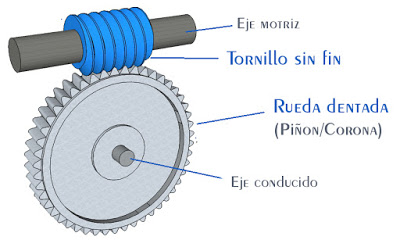 Eje motriz
Tornillo sin fin
Rueda dentada
(Piñon/Corona)
Eje conducido